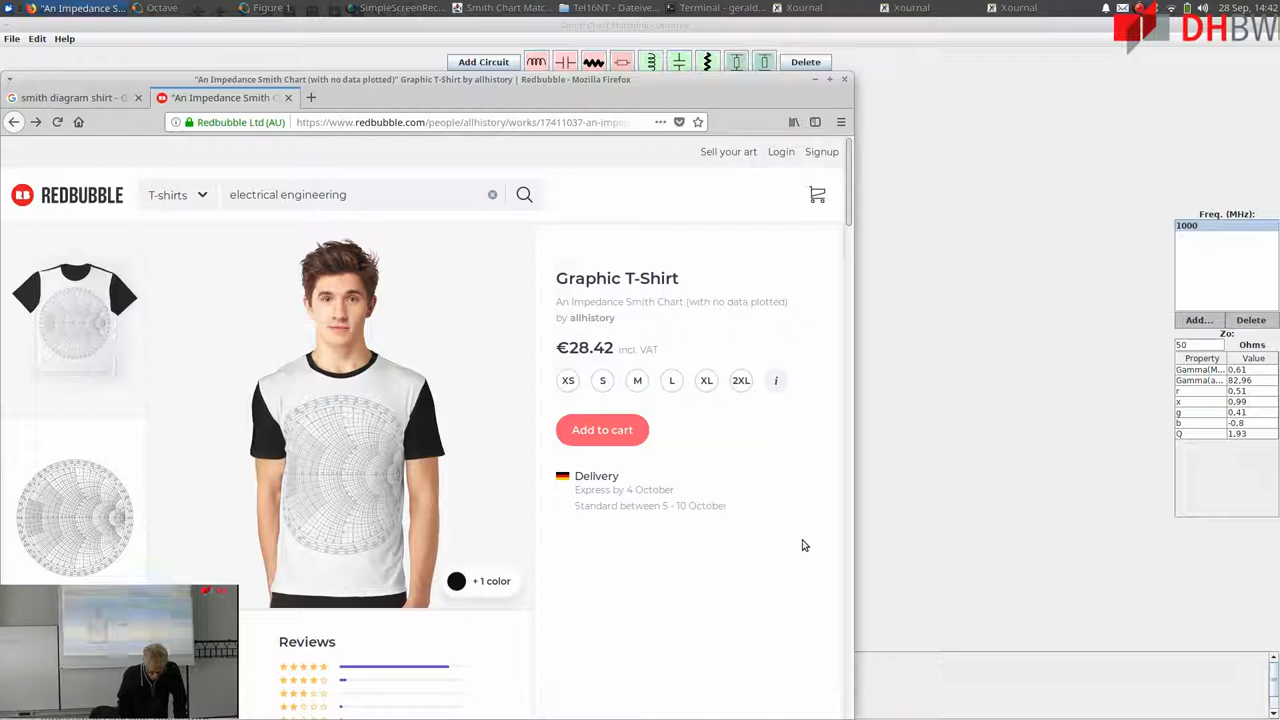 "An Impedance S...
Octave
Figure 1
SimpleScreenRec...
Smith Chart Matc...
Tel16NT - Dateive...
Terminal - gerald...
Xournal
Xournal
Xournal
28 Sep, 14:42
File Edit Help
DHBW
Add Circuit
Delete
"An Impedance Smith Chart (with no data plotted)" Graphic T-Shirt by allhistory | Redbubble - Mozilla Firefox
smith diagram shirt - G
"An Impedance Smith C
Redbubble Ltd (AU)
https://www.redbubble.com/people/allhistory/works/17411037-an-impe
Sell your art Login Signup
RB REDBUBBLE
T-shirts
electrical engineering
Freq. (MHz):
1000
Add... Delete
Zo:
50 Ohms
Property Value
Gamma(M... 0,61
Gamma(a... 82,96
r 0,51
x 0,99
g 0,41
b -0,8
Q 1,93
Graphic T-Shirt
An Impedance Smith Chart (with no data plotted)
by allhistory
€28.42 incl. VAT
XS S M L XL 2XL i
Add to cart
Delivery
Express by 4 October
Standard between 5 - 10 October
+ 1 color
Reviews